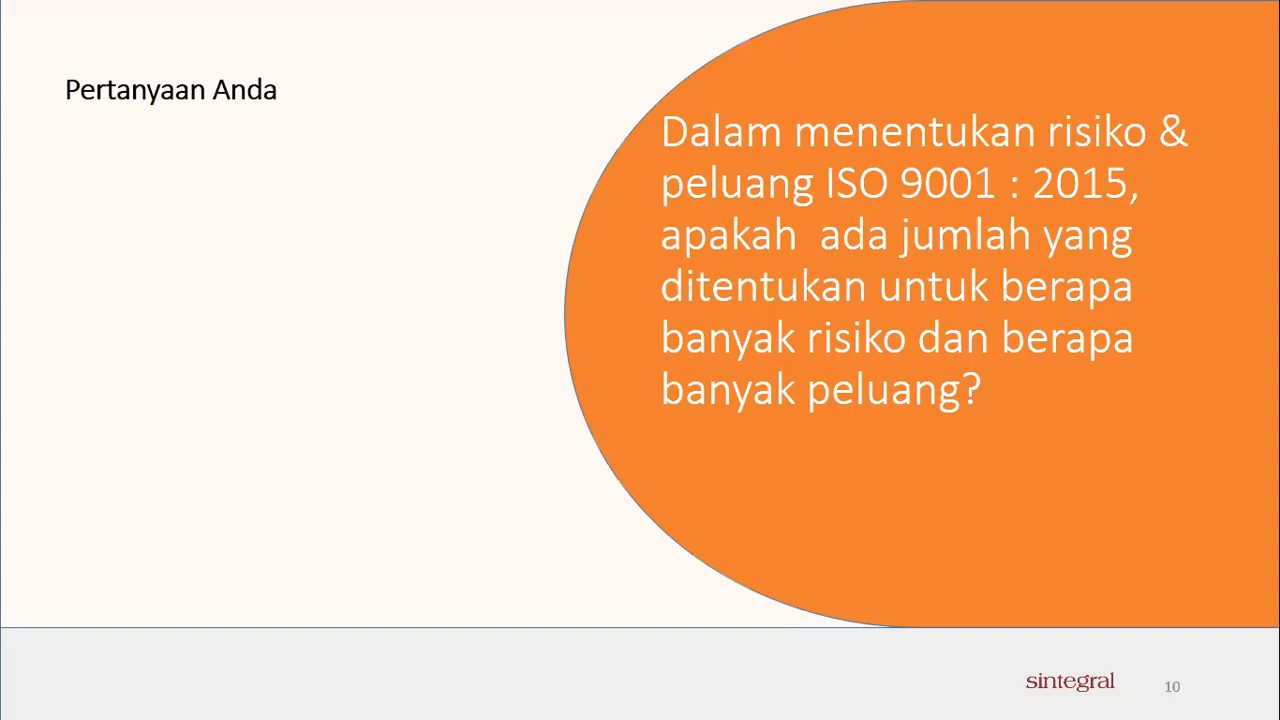 Pertanyaan Anda
Dalam menentukan risiko &
peluang ISO 9001 : 2015,
apakah  ada jumlah yang
ditentukan untuk berapa
banyak risiko dan berapa
banyak peluang?
sintegral
10